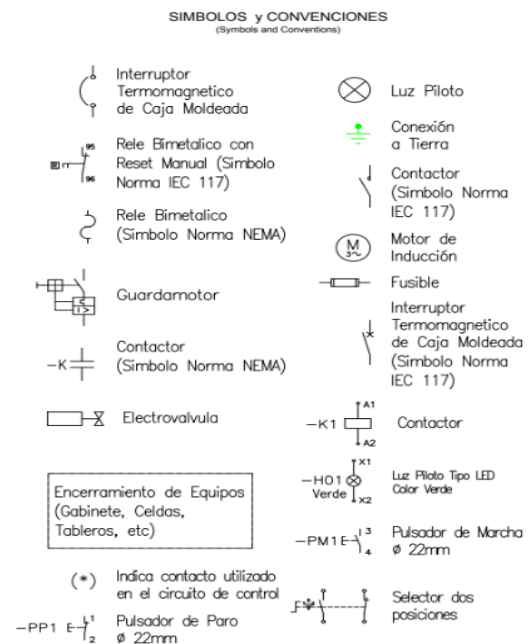 SIMBOLOS y CONVENCIONES
(Symbols and Conventions)
Interruptor
Termomagnetico
de Caja Moldeada
95
96
Rele Bimetalico con
Reset Manual (Simbolo
Norma IEC 117)
Rele Bimetalico
(Simbolo Norma NEMA)
I>
Guardamotor
-K
Contactor
(Simbolo Norma NEMA)
Electrovalvula
Encerramiento de Equipos
(Gabinete, Celdas,
Tableros, etc)
(*)
Indica contacto utilizado
en el circuito de control
-PP1
1
2
Pulsador de Paro
ø 22mm
Luz Piloto
Conexión
a Tierra
Contactor
(Simbolo Norma
IEC 117)
M
3~
Motor de
Inducción
Fusible
Interruptor
Termomagnetico
de Caja Moldeada
(Simbolo Norma
IEC 117)
-K1
A1
A2
Contactor
X1
-H01
Verde
X2
Luz Piloto Tipo LED
Color Verde
-PM1
3
4
Pulsador de Marcha
ø 22mm
Selector dos
posiciones